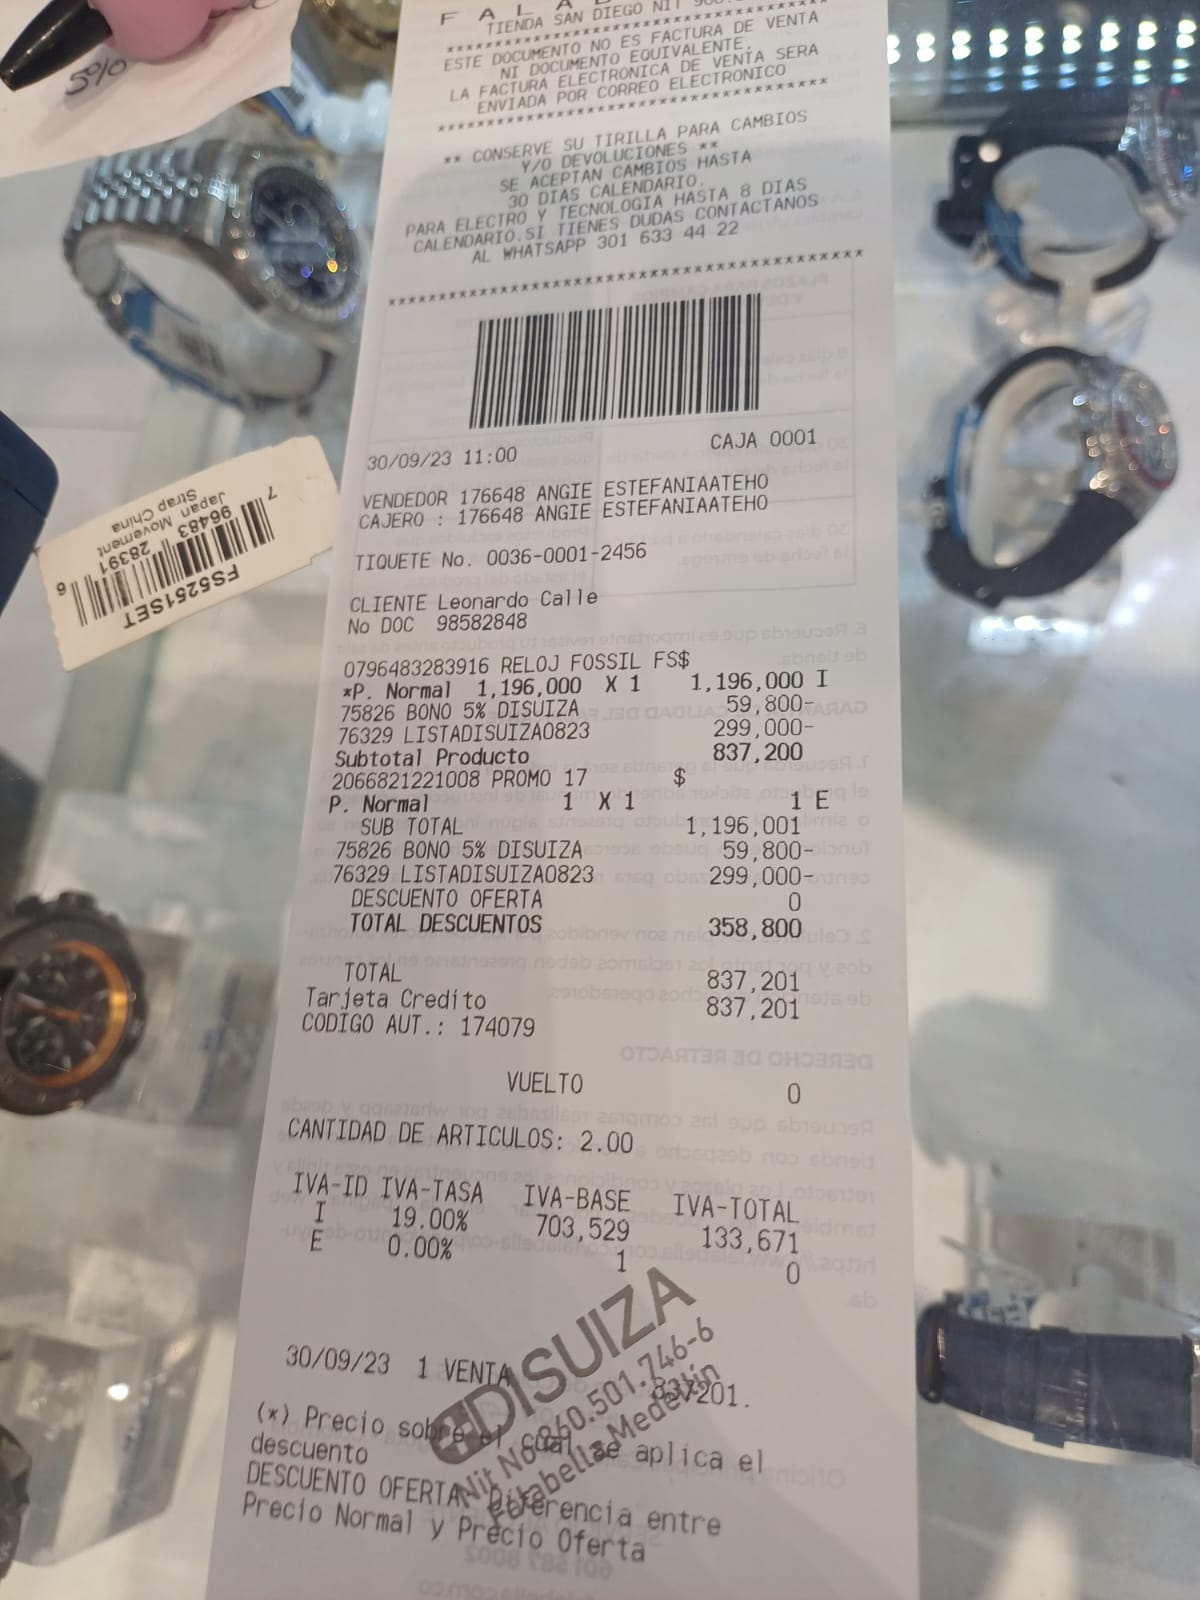 5%
F A L A
TIENDA SAN DIEGO NIT 900.
****************************************
ESTE DOCUMENTO NO ES FACTURA DE VENTA
NI DOCUMENTO EQUIVALENTE.
LA FACTURA ELECTRONICA DE VENTA SERA
ENVIADA POR CORREO ELECTRONICO
****************************************
** CONSERVE SU TIRILLA PARA CAMBIOS
Y/O DEVOLUCIONES **
SE ACEPTAN CAMBIOS HASTA
30 DIAS CALENDARIO.
PARA ELECTRO Y TECNOLOGIA HASTA 8 DIAS
CALENDARIO.SI TIENES DUDAS CONTACTANOS
AL WHATSAPP 301 633 44 22
****************************************
30/09/23 11:00 CAJA 0001
VENDEDOR 176648 ANGIE ESTEFANIAATEHO
CAJERO : 176648 ANGIE ESTEFANIAATEHO
TIQUETE No. 0036-0001-2456
CLIENTE Leonardo Calle
No DOC 98582848
0796483283916 RELOJ FOSSIL FS$
*P. Normal 1,196,000 X 1 1,196,000 I
75826 BONO 5% DISUIZA 59,800-
76329 LISTADISUIZA0823 299,000-
Subtotal Producto 837,200
2066821221008 PROMO 17 $
P. Normal 1 X 1 1 E
SUB TOTAL 1,196,001
75826 BONO 5% DISUIZA 59,800-
76329 LISTADISUIZA0823 299,000-
DESCUENTO OFERTA 0
TOTAL DESCUENTOS 358,800
TOTAL 837,201
Tarjeta Credito 837,201
CODIGO AUT.: 174079
VUELTO 0
CANTIDAD DE ARTICULOS: 2.00
IVA-ID IVA-TASA IVA-BASE IVA-TOTAL
I 19.00% 703,529 133,671
E 0.00% 1 0
30/09/23 1 VENTA 837201.
(*) Precio sobre el cual se aplica el
descuento
DESCUENTO OFERTA: Diferencia entre
Precio Normal y Precio Oferta
DISUIZA
Nit No 860.501.746-6
Falabella Medellín
FS5251SET
7 96483 28391 6
Japan Movement
Strap China